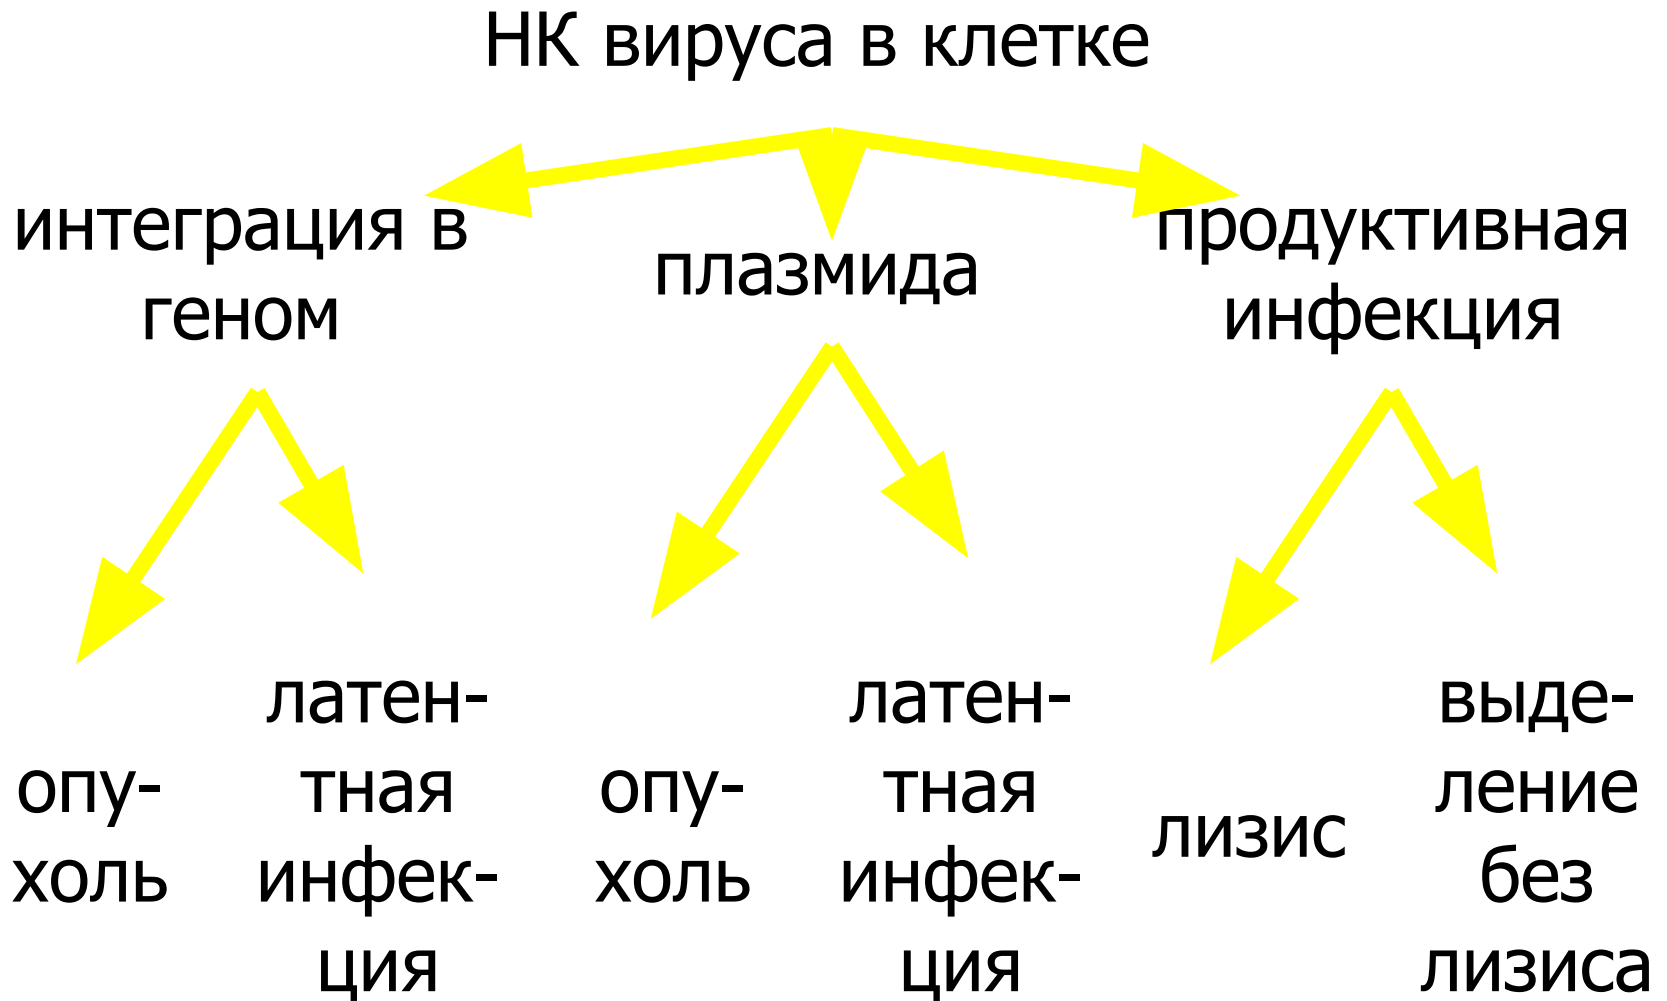 НК вируса в клетке
интеграция в
геном
плазмида
продуктивная
инфекция
опу-
холь
латен-
тная
инфек-
ция
опу-
холь
латен-
тная
инфек-
ция
лизис
выде-
ление
без
лизиса